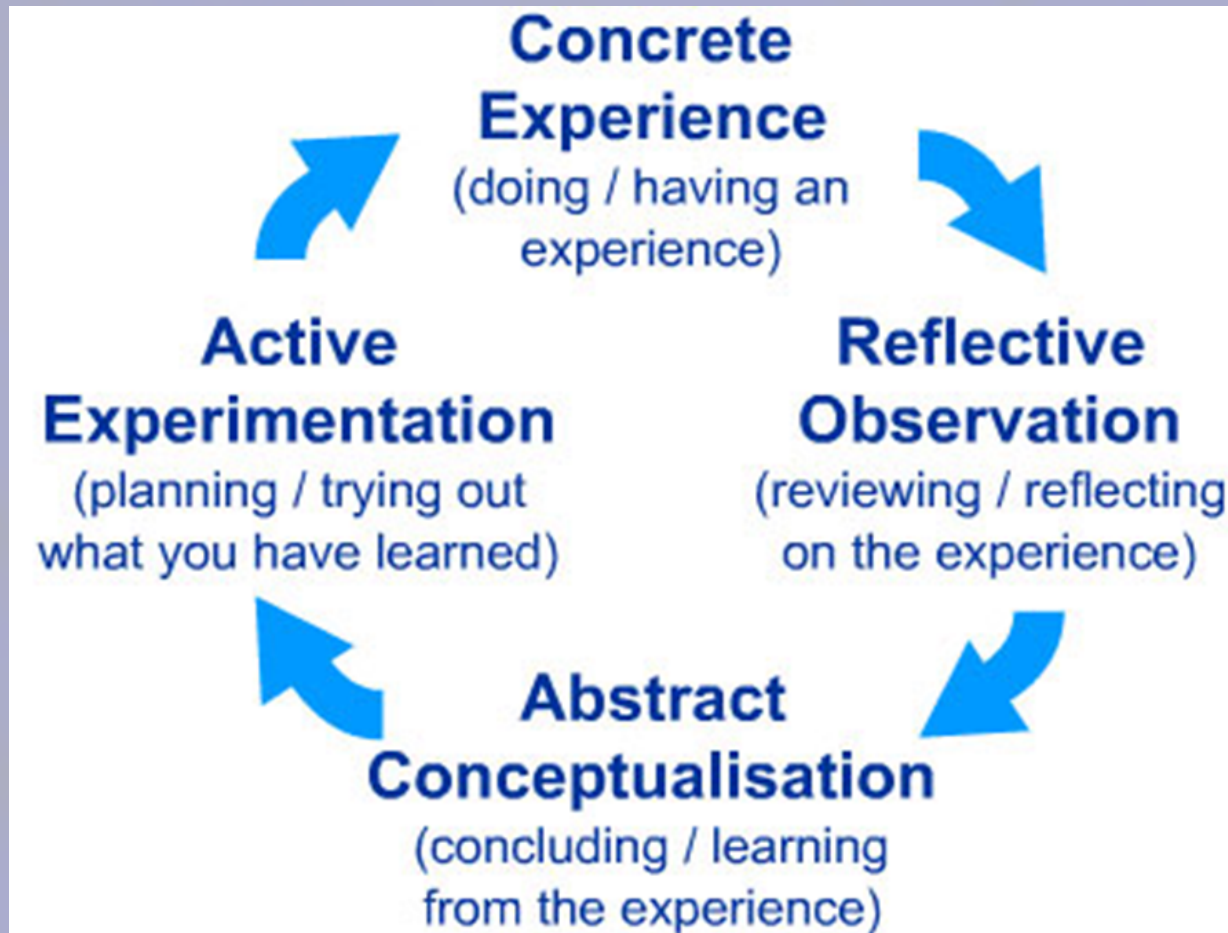 Concrete
Experience
(doing / having an
experience)
Reflective
Observation
(reviewing / reflecting
on the experience)
Abstract
Conceptualisation
(concluding / learning
from the experience)
Active
Experimentation
(planning / trying out
what you have learned)